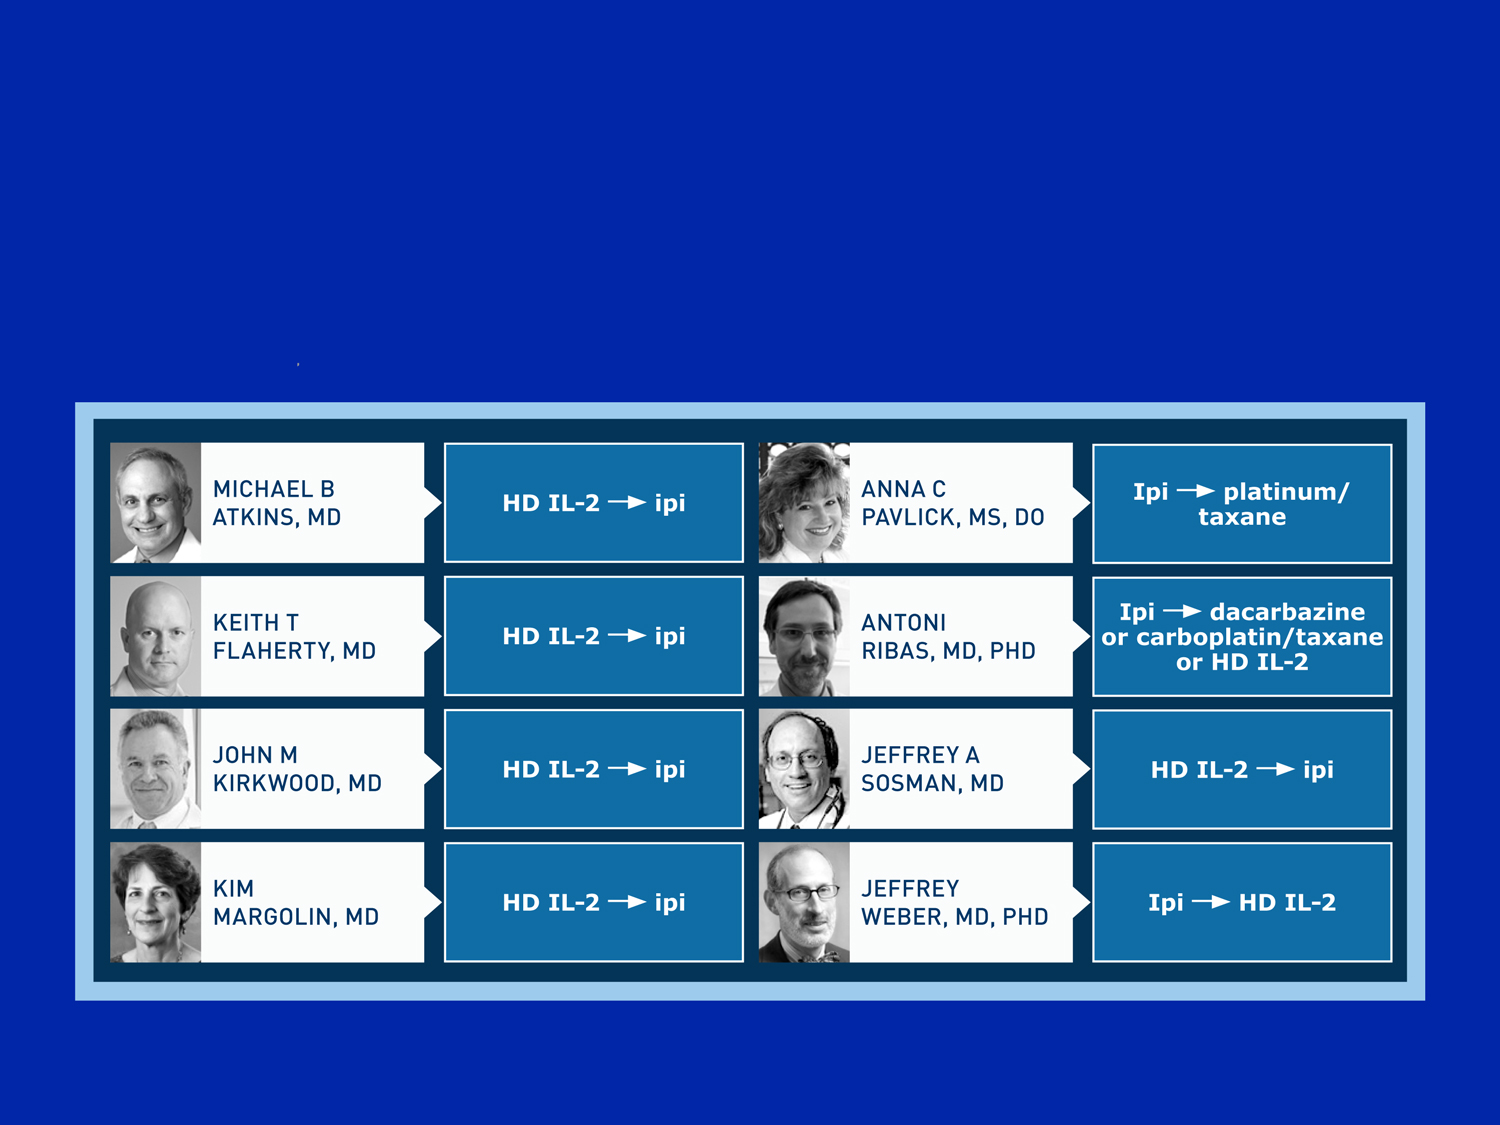 MICHAEL B
ATKINS, MD
HD IL-2 → ipi
KEITH T
FLAHERTY, MD
HD IL-2 → ipi
JOHN M
KIRKWOOD, MD
HD IL-2 → ipi
KIM
MARGOLIN, MD
HD IL-2 → ipi
ANNA C
PAVLICK, MS, DO
Ipi → platinum/
taxane
ANTONI
RIBAS, MD, PHD
Ipi → dacarbazine
or carboplatin/taxane
or HD IL-2
JEFFREY A
SOSMAN, MD
HD IL-2 → ipi
JEFFREY
WEBER, MD, PHD
Ipi → HD IL-2